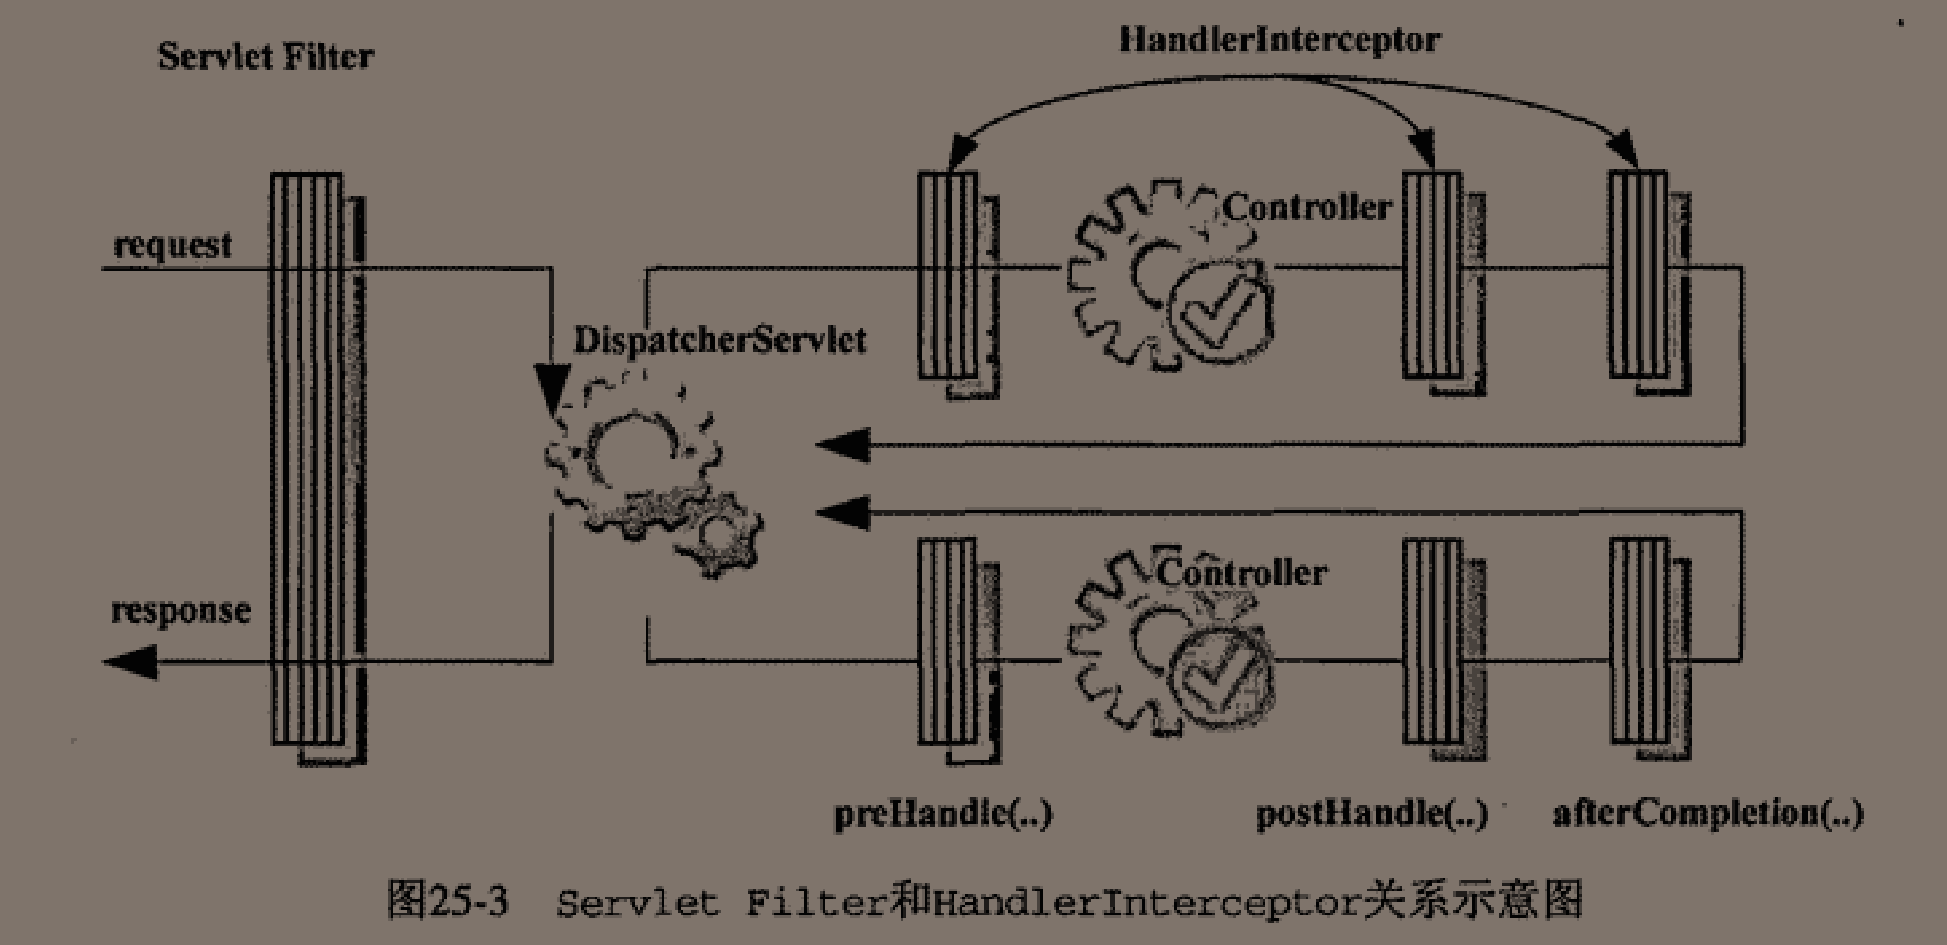 Servlet Filter
HandlerInterceptor
Controller
request
DispatcherServlet
Controller
response
preHandle(..)
postHandle(..)
afterCompletion(..)
图25-3 Servlet Filter和HandlerInterceptor关系示意图